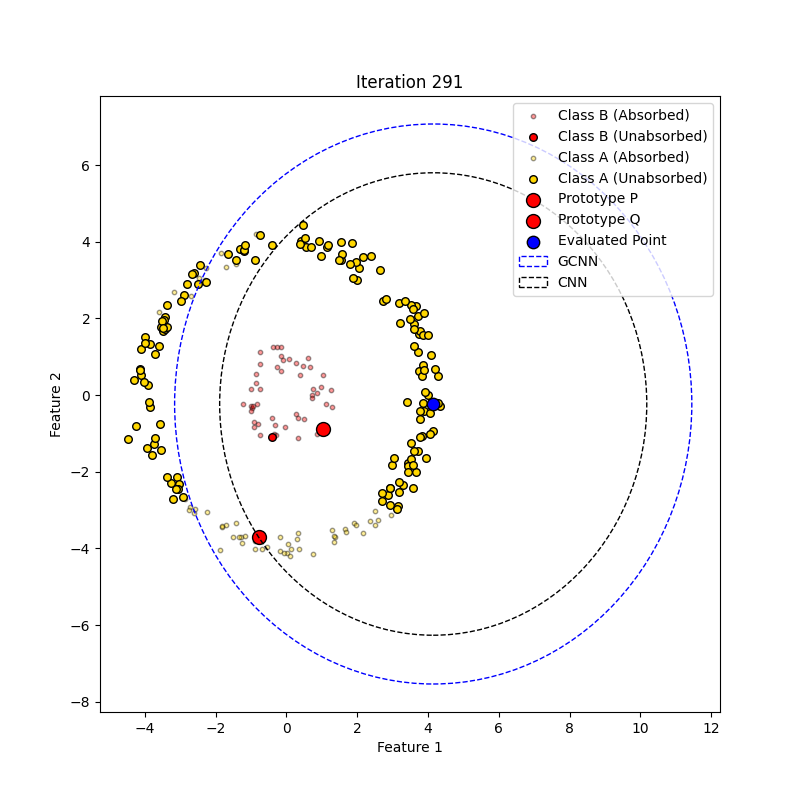 Iteration 291
Class B (Absorbed)
Class B (Unabsorbed)
Class A (Absorbed)
Class A (Unabsorbed)
Prototype P
Prototype Q
Evaluated Point
GCNN
CNN
6
4
2
0
−2
−4
−6
−8
Feature 2
−4 −2 0 2 4 6 8 10 12
Feature 1